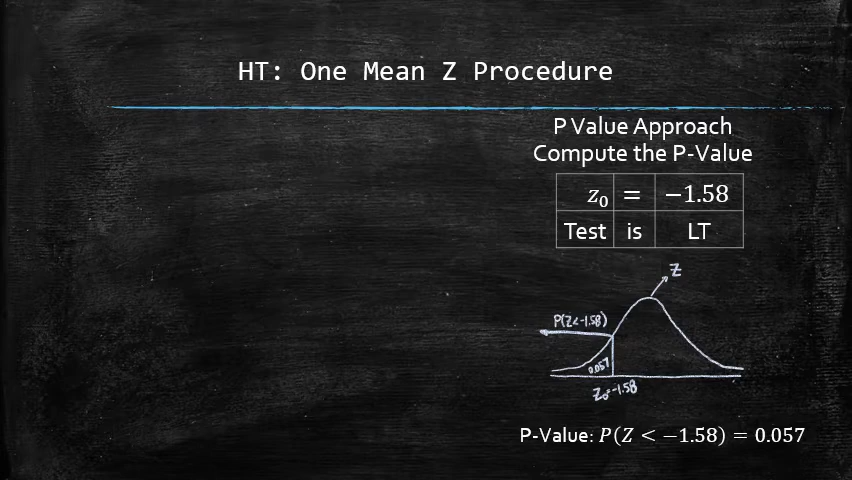 HT: One Mean Z Procedure
P Value Approach
Compute the P-Value
z₀ = −1.58
Test is LT
Z
P(Z<-1.58)
0.057
Z₀=-1.58
P-Value: P(Z < −1.58) = 0.057